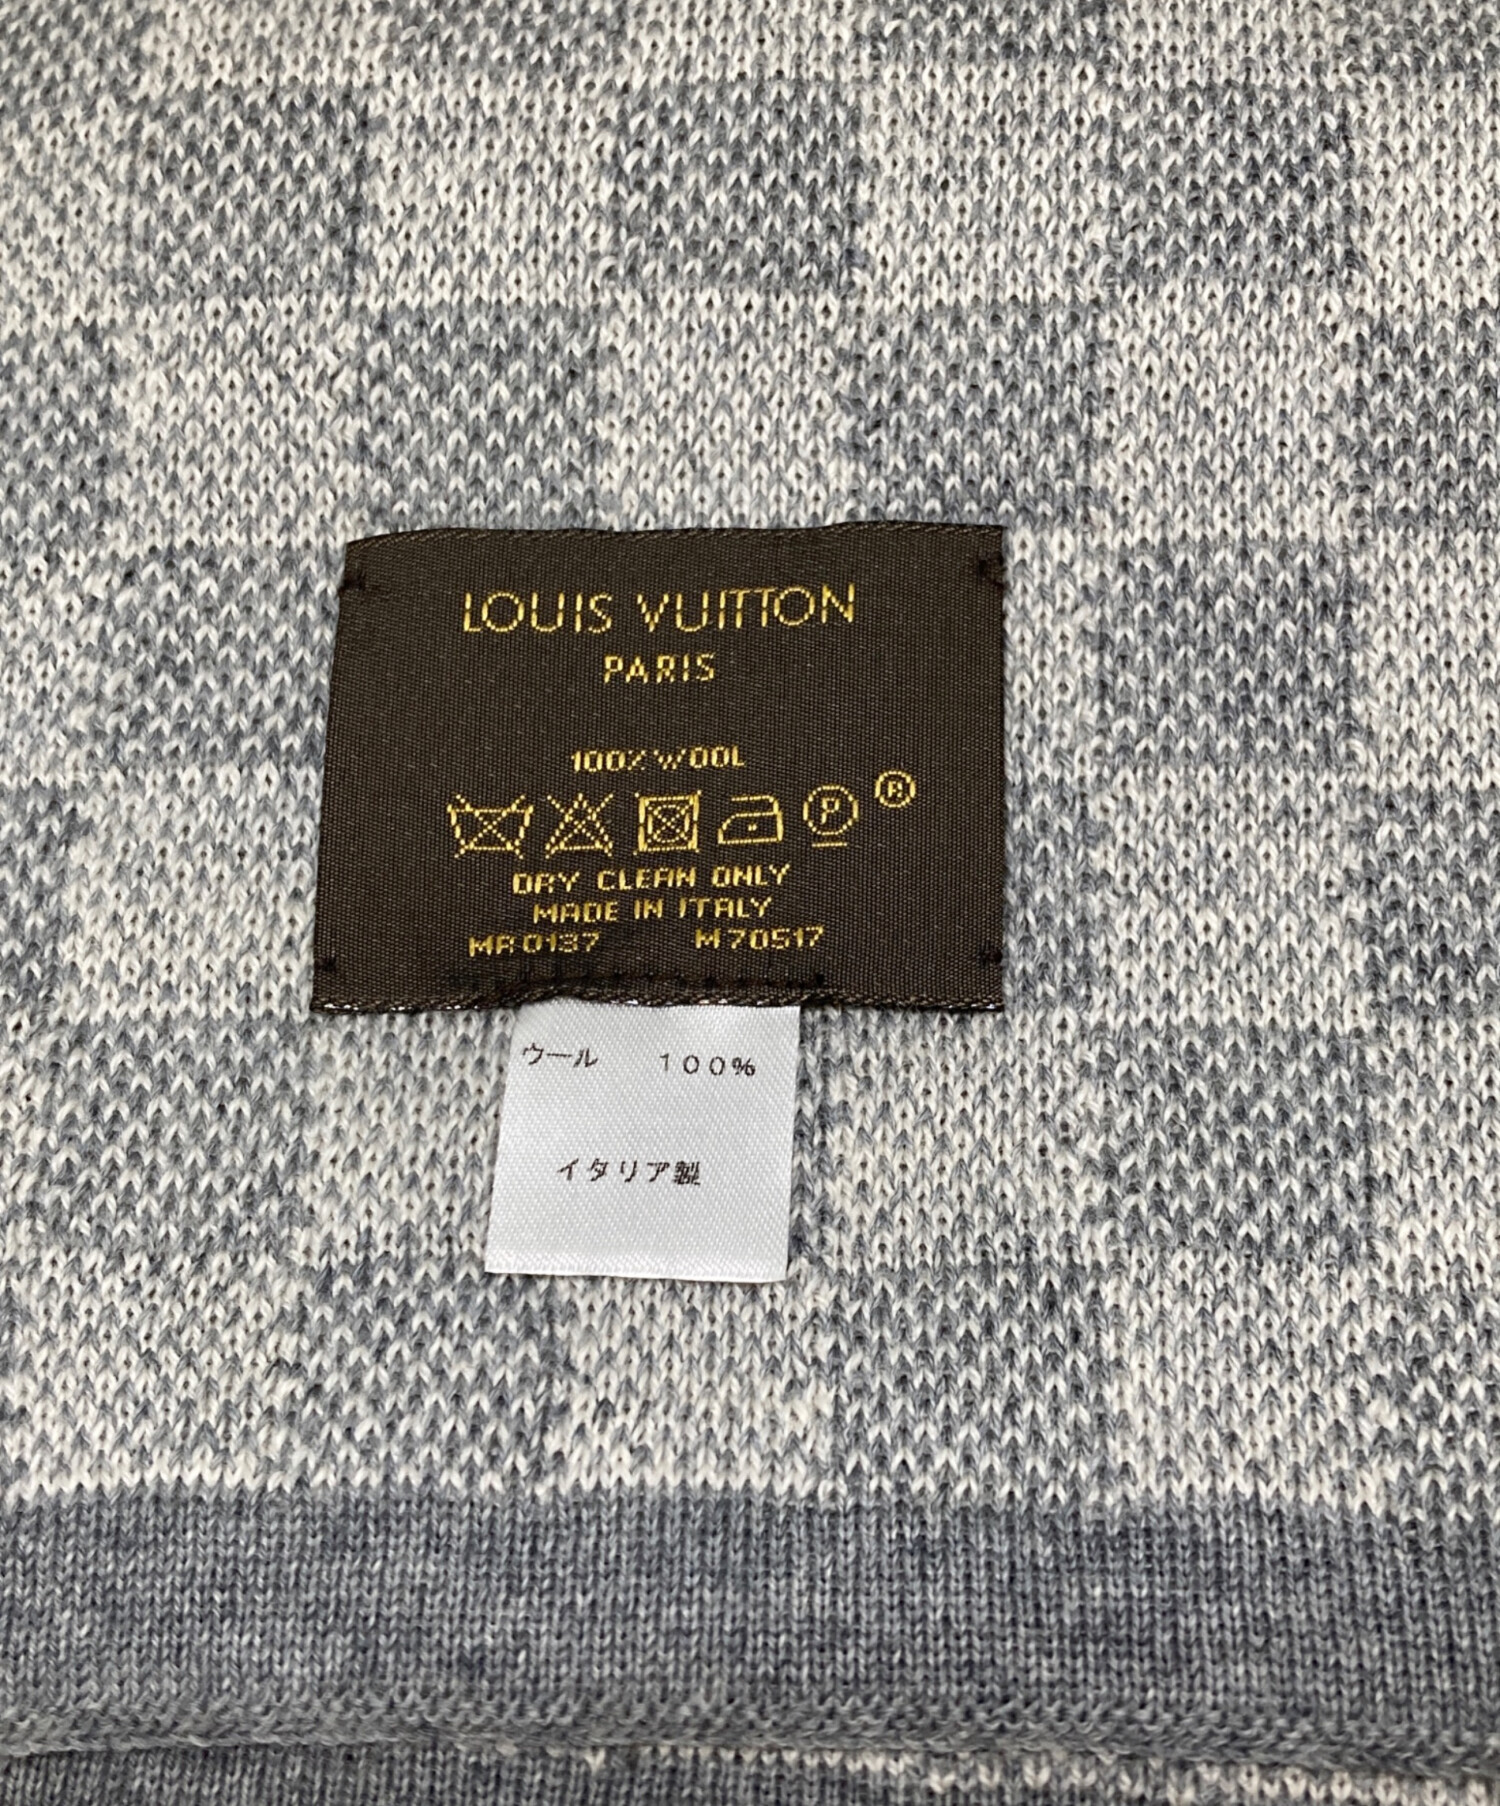 LOUIS VUITTON
PARIS
100% WOOL
P ®
DRY CLEAN ONLY
MADE IN ITALY
MR0137 M70517
ウール 100%
イタリア製